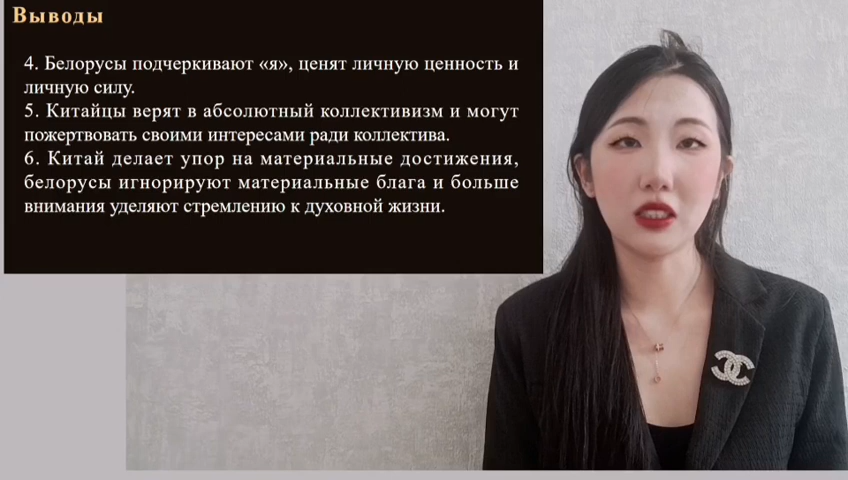 Выводы
4. Белорусы подчеркивают «я», ценят личную ценность и
личную силу.
5. Китайцы верят в абсолютный коллективизм и могут
пожертвовать своими интересами ради коллектива.
6. Китай делает упор на материальные достижения,
белорусы игнорируют материальные блага и больше
внимания уделяют стремлению к духовной жизни.